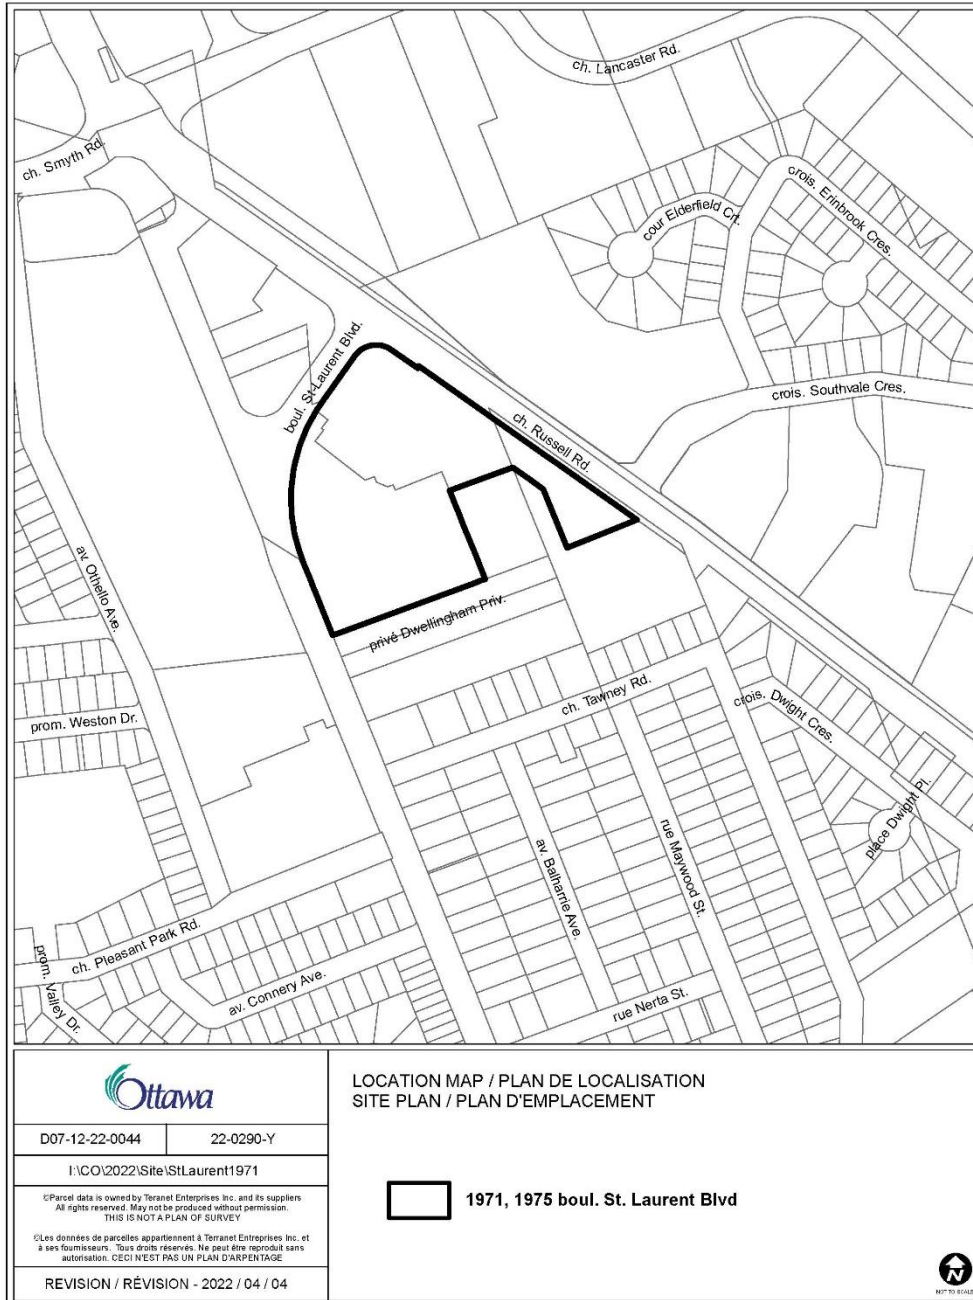 ch. Lancaster Rd.
ch. Smyth Rd.
crois. Erinbrook Cres.
cour Elderfield Crt.
boul. St-Laurent Blvd.
crois. Southvale Cres.
ch. Russell Rd.
av. Othello Ave.
privé Dwellingham Priv.
ch. Tawney Rd.
crois. Dwight Cres.
prom. Weston Dr.
place Dwight Pl.
rue Maywood St.
av. Balharrie Ave.
ch. Pleasant Park Rd.
prom. Valley Dr.
av. Connery Ave.
rue Nerta St.
Ottawa
D07-12-22-0044
22-0290-Y
I:\CO\2022\Site\StLaurent1971
©Parcel data is owned by Teranet Enterprises Inc. and its suppliers
All rights reserved. May not be produced without permission.
THIS IS NOT A PLAN OF SURVEY
©Les données de parcelles appartiennent à Terranet Entreprises Inc. et
à ses fournisseurs. Tous droits réservés. Ne peut être reproduit sans
autorisation. CECI N'EST PAS UN PLAN D'ARPENTAGE
REVISION / RÉVISION - 2022 / 04 / 04
LOCATION MAP / PLAN DE LOCALISATION
SITE PLAN / PLAN D'EMPLACEMENT
1971, 1975 boul. St. Laurent Blvd
N
NOT TO SCALE